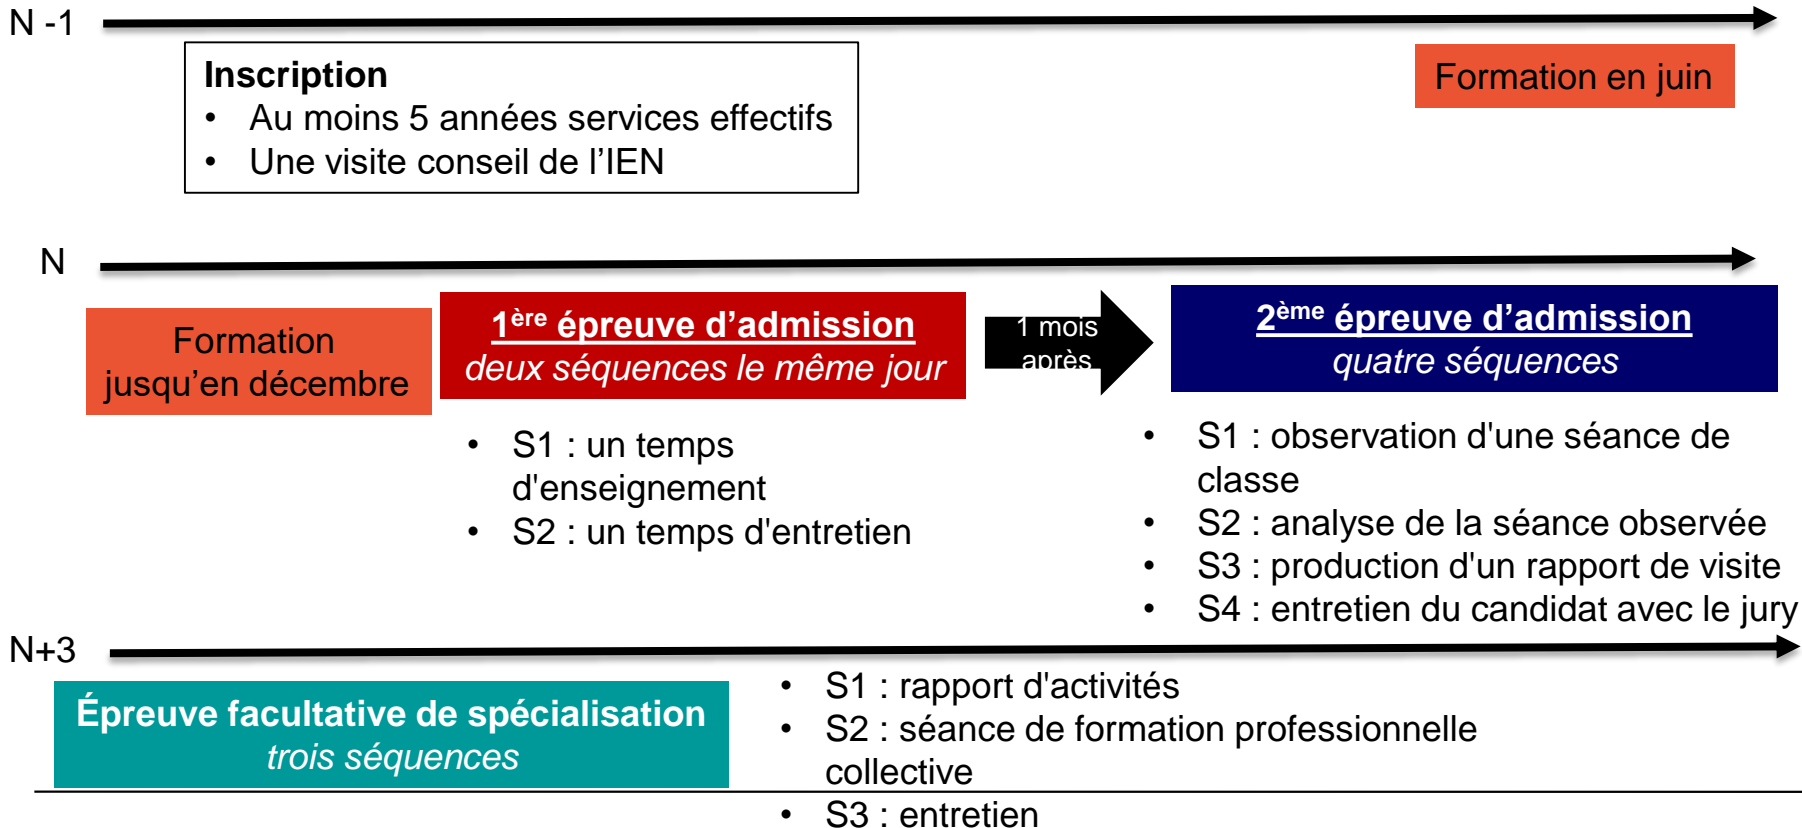 N -1
Inscription
• Au moins 5 années services effectifs
• Une visite conseil de l’IEN
Formation en juin
N
Formation
jusqu’en décembre
1ère épreuve d’admission
deux séquences le même jour
• S1 : un temps
d'enseignement
• S2 : un temps d'entretien
1 mois
après
2ème épreuve d’admission
quatre séquences
• S1 : observation d'une séance de
classe
• S2 : analyse de la séance observée
• S3 : production d'un rapport de visite
• S4 : entretien du candidat avec le jury
N+3
Épreuve facultative de spécialisation
trois séquences
• S1 : rapport d'activités
• S2 : séance de formation professionnelle
collective
• S3 : entretien